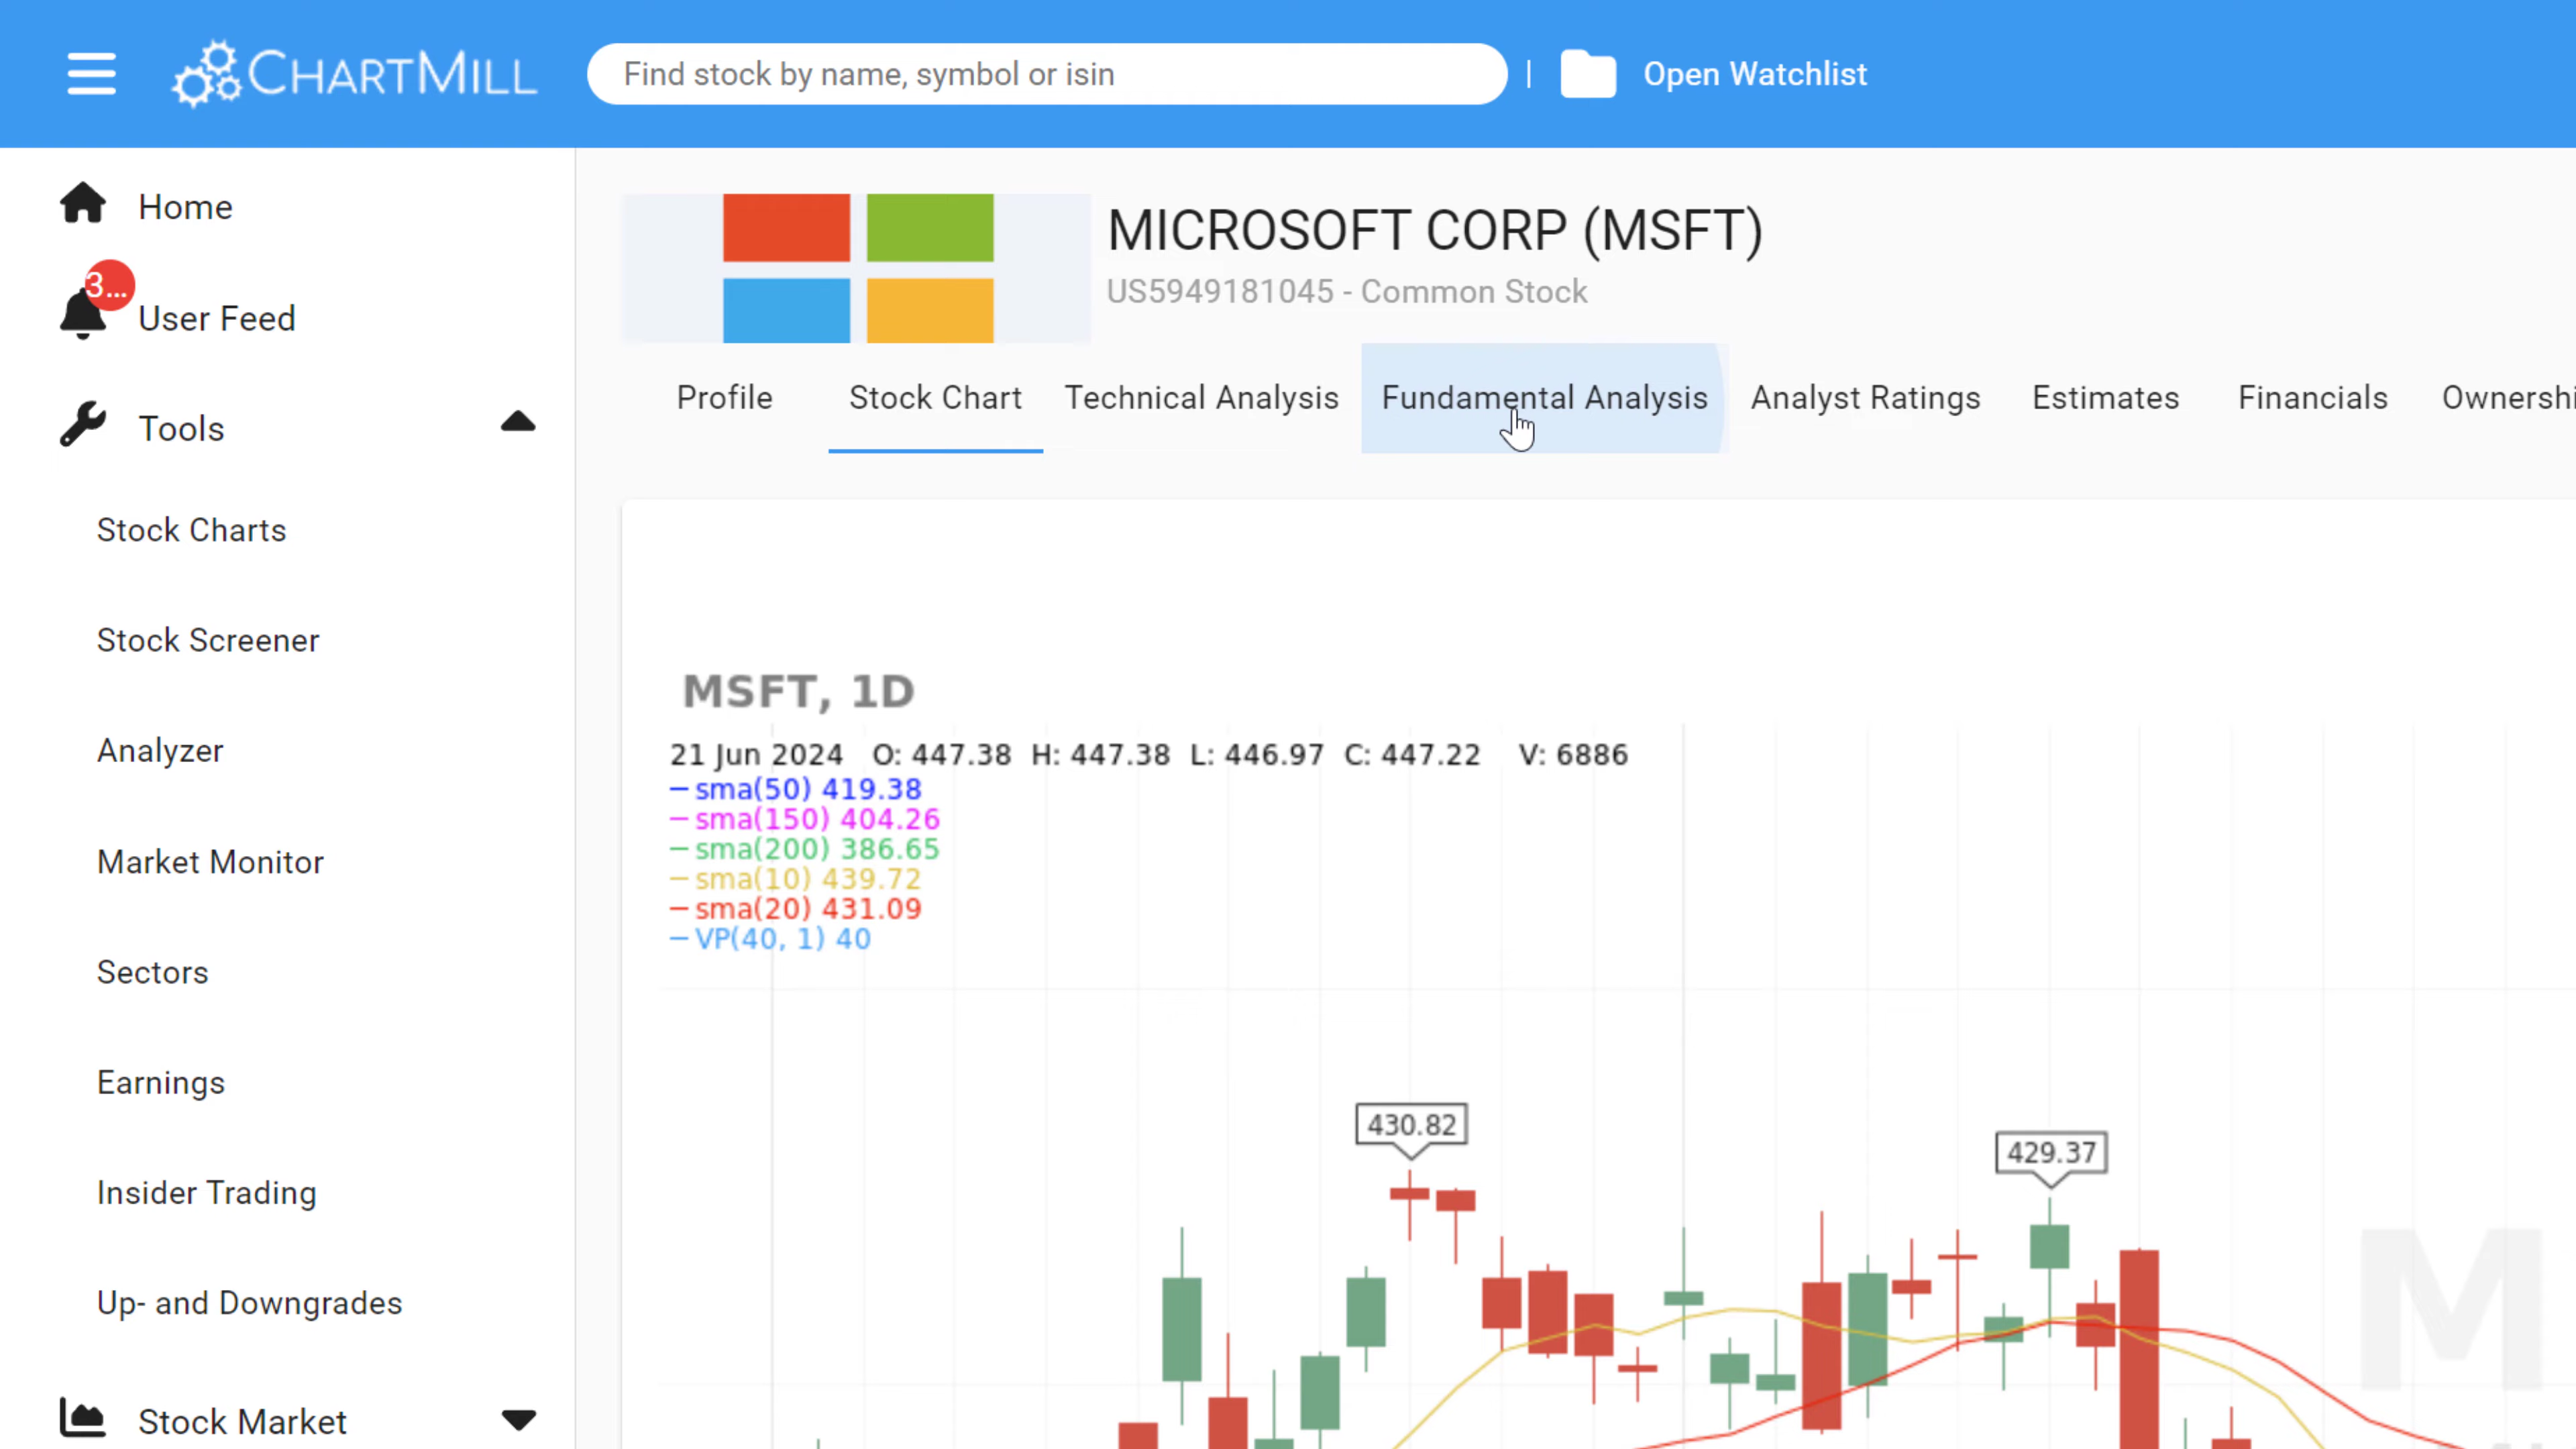 CHARTMILL
Find stock by name, symbol or isin
| Open Watchlist
Home
3...
User Feed
Tools
Stock Charts
Stock Screener
Analyzer
Market Monitor
Sectors
Earnings
Insider Trading
Up- and Downgrades
Stock Market
MICROSOFT CORP (MSFT)
US5949181045 - Common Stock
Profile Stock Chart Technical Analysis Fundamental Analysis Analyst Ratings Estimates Financials Ownershi
MSFT, 1D
21 Jun 2024 O: 447.38 H: 447.38 L: 446.97 C: 447.22 V: 6886
sma(50) 419.38
sma(150) 404.26
sma(200) 386.65
sma(10) 439.72
sma(20) 431.09
VP(40, 1) 40
430.82
429.37
M